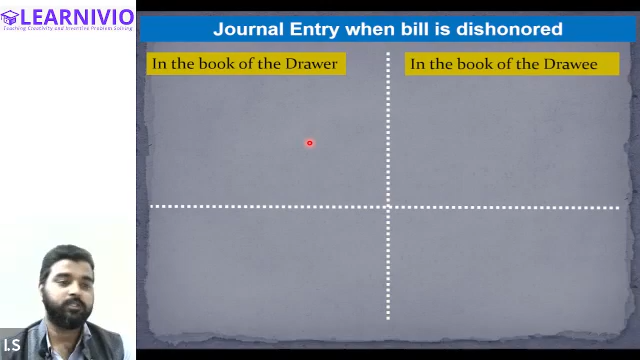 LEARNIVIO
Teaching Creativity and Inventive Problem Solving
Journal Entry when bill is dishonored
In the book of the Drawer
In the book of the Drawee
I.S